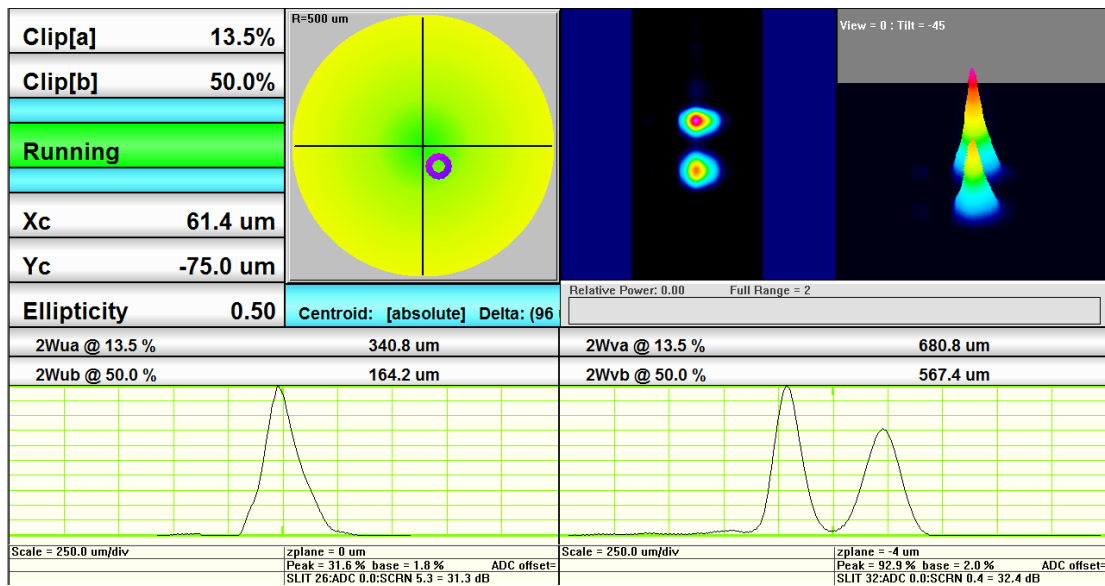 Clip[a] 13.5%
Clip[b] 50.0%
Running
Xc 61.4 um
Yc -75.0 um
Ellipticity 0.50
R=500 um
Centroid: [absolute] Delta: (96
View = 0 : Tilt = -45
Relative Power: 0.00 Full Range = 2
2Wua @ 13.5 % 340.8 um
2Wub @ 50.0 % 164.2 um
2Wva @ 13.5 % 680.8 um
2Wvb @ 50.0 % 567.4 um
Scale = 250.0 um/div
zplane = 0 um
Peak = 31.6 % base = 1.8 % ADC offset=
SLIT 26:ADC 0.0:SCRN 5.3 = 31.3 dB
Scale = 250.0 um/div
zplane = -4 um
Peak = 92.9 % base = 2.0 % ADC offset=
SLIT 32:ADC 0.0:SCRN 0.4 = 32.4 dB